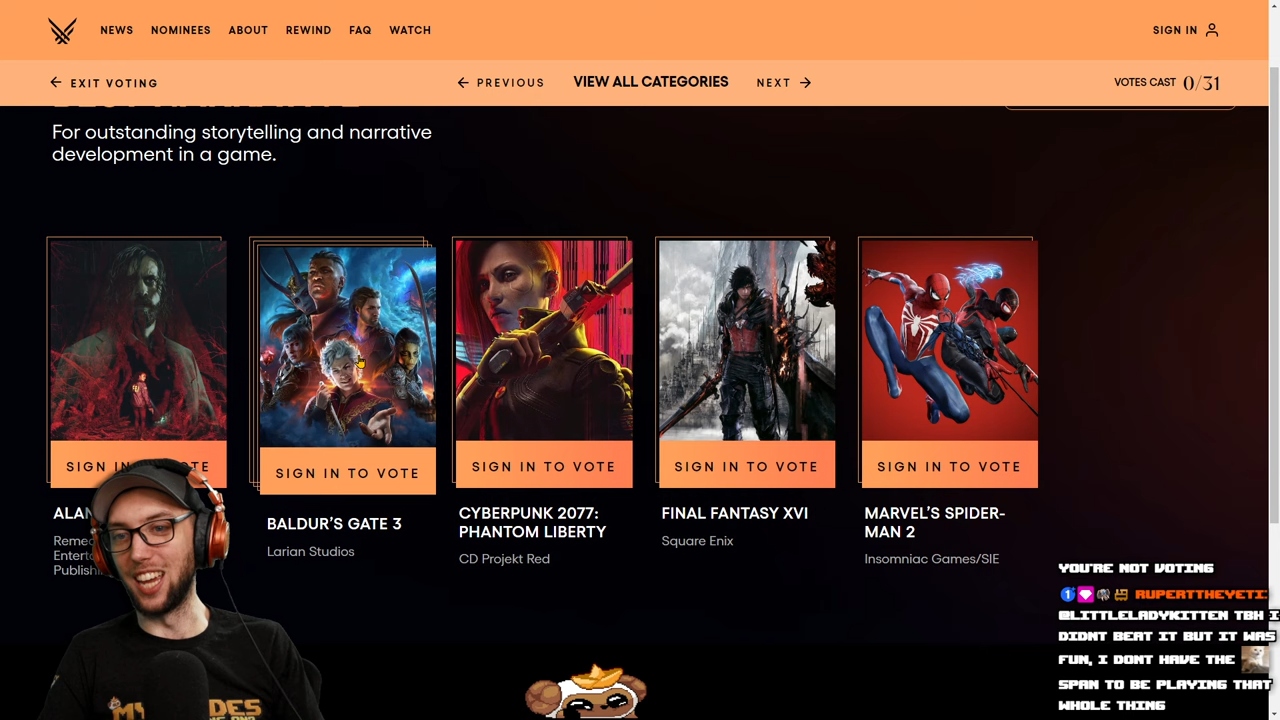 NEWS NOMINEES ABOUT REWIND FAQ WATCH SIGN IN
EXIT VOTING PREVIOUS VIEW ALL CATEGORIES NEXT VOTES CAST 0/31
For outstanding storytelling and narrative
development in a game.
SIGN IN TO VOTE
SIGN IN TO VOTE
SIGN IN TO VOTE
SIGN IN TO VOTE
BALDUR'S GATE 3
Larian Studios
CYBERPUNK 2077:
PHANTOM LIBERTY
CD Projekt Red
FINAL FANTASY XVI
Square Enix
MARVEL'S SPIDER-
MAN 2
Insomniac Games/SIE
YOU'RE NOT VOTING
1 RUPERTTHEYETI
@LITTLELADYKITTEN TBH I
DIDNT BEAT IT BUT IT WAS
FUN, I DONT HAVE THE
SPAN TO BE PLAYING THAT
WHOLE THING